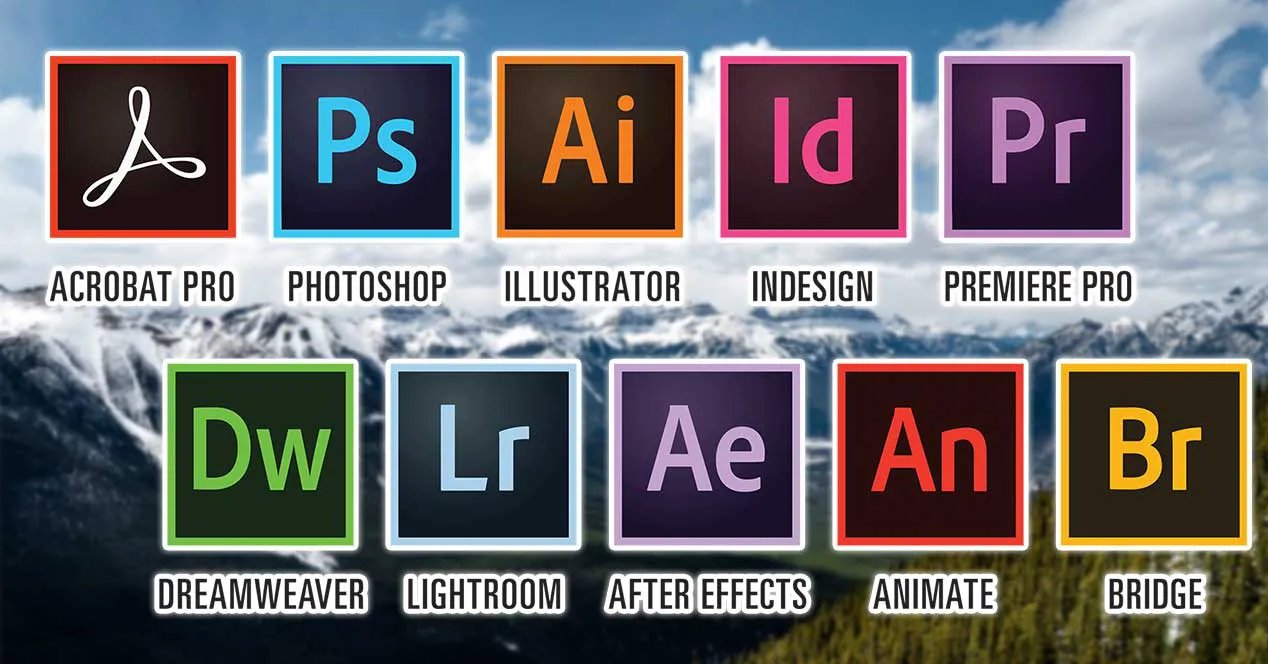 Ps Ai Id Pr
ACROBAT PRO PHOTOSHOP ILLUSTRATOR INDESIGN PREMIERE PRO
Dw Lr Ae An Br
DREAMWEAVER LIGHTROOM AFTER EFFECTS ANIMATE BRIDGE